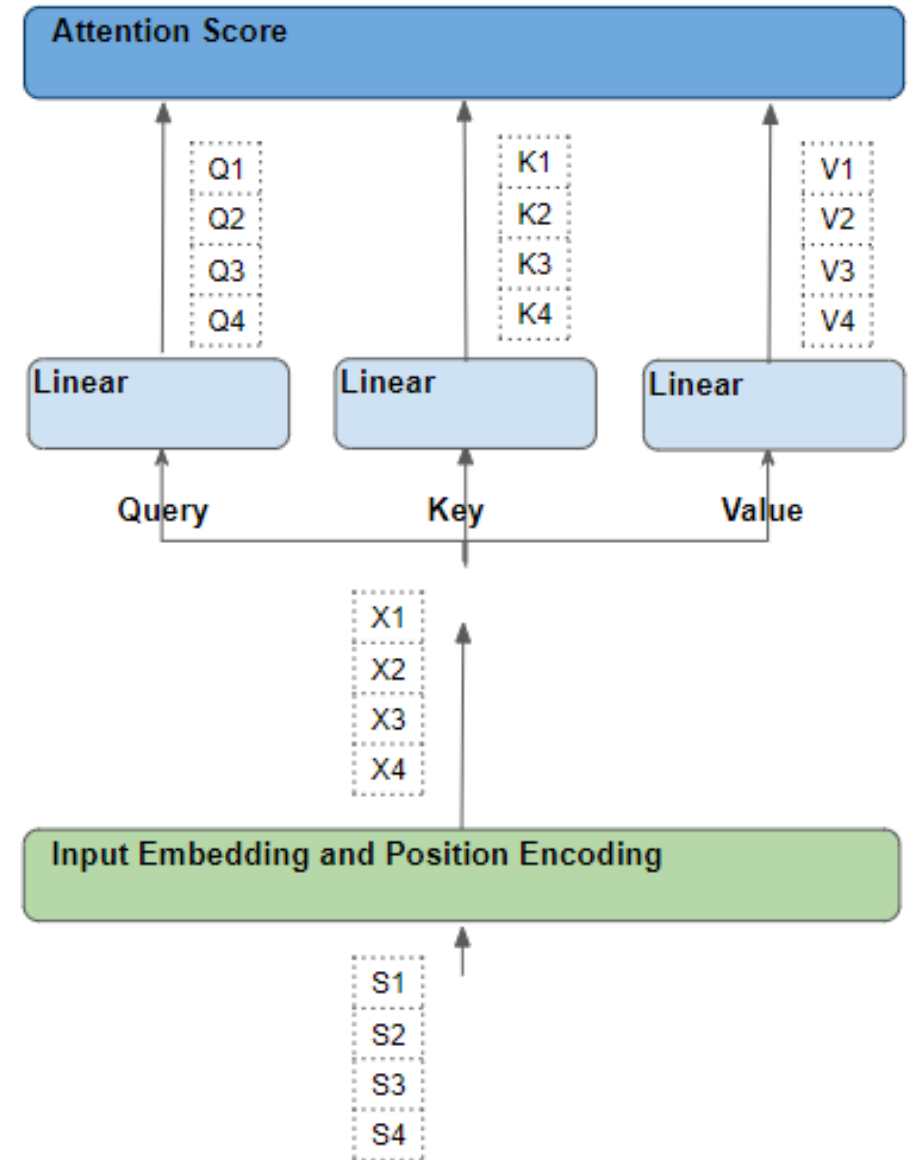 Attention Score
Q1
Q2
Q3
Q4
K1
K2
K3
K4
V1
V2
V3
V4
Linear
Linear
Linear
Query
Key
Value
X1
X2
X3
X4
Input Embedding and Position Encoding
S1
S2
S3
S4